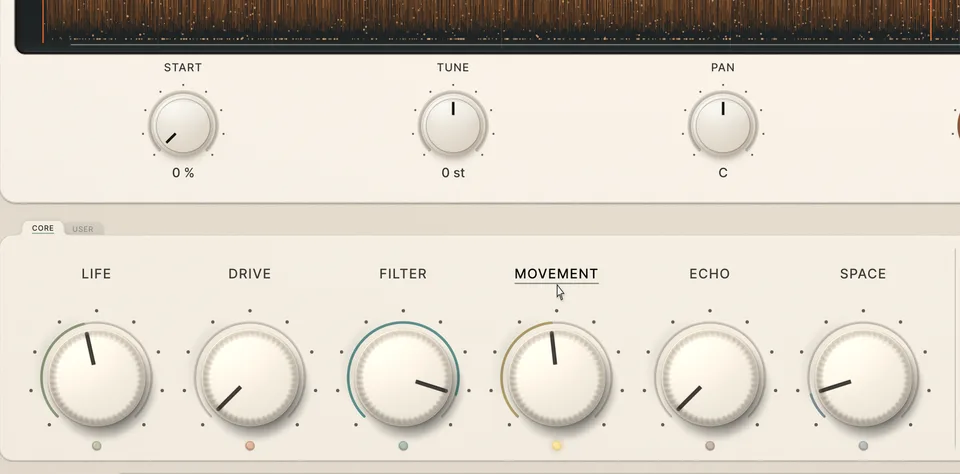 START
TUNE
PAN
0 %
0 st
C
CORE
USER
LIFE
DRIVE
FILTER
MOVEMENT
ECHO
SPACE